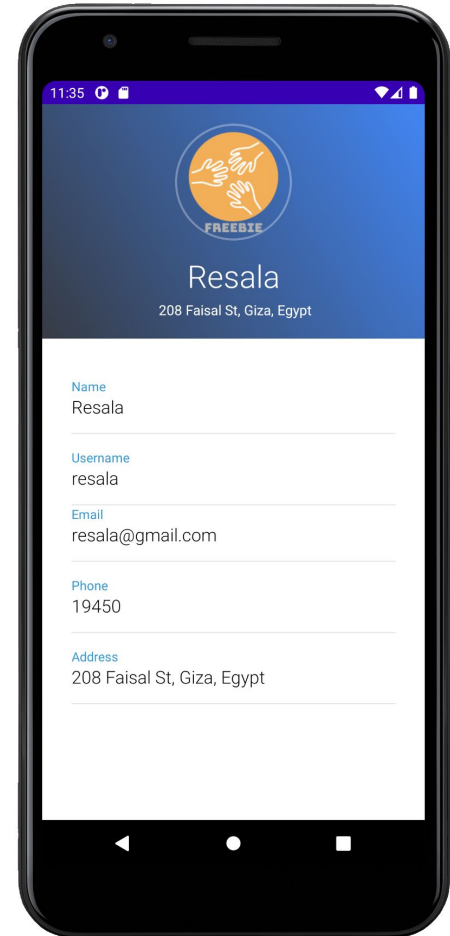 11:35
FREEBIE
Resala
208 Faisal St, Giza, Egypt
Name
Resala
Username
resala
Email
resala@gmail.com
Phone
19450
Address
208 Faisal St, Giza, Egypt